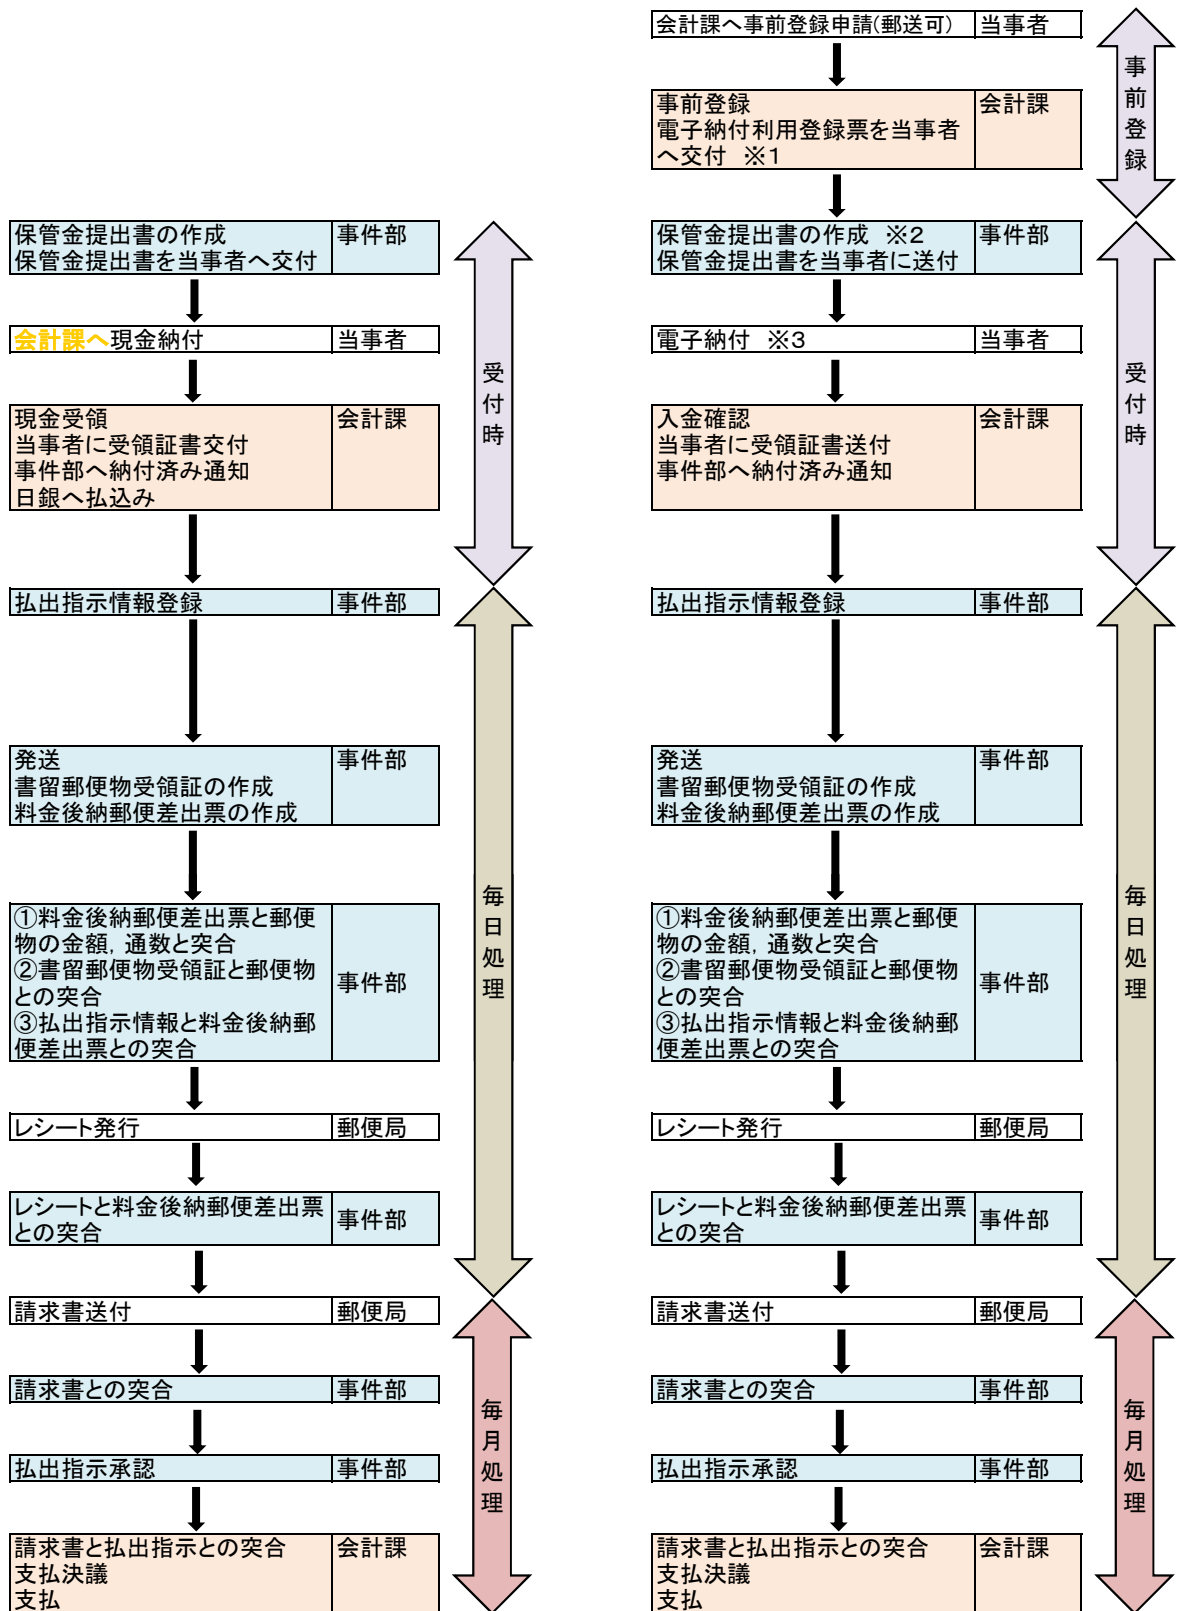 会計課へ事前登録申請(郵送可) 当事者
事前登録 会計課
電子納付利用登録票を当事者
へ交付 ※1
事前登録
保管金提出書の作成 事件部
保管金提出書を当事者へ交付
会計課へ現金納付 当事者
現金受領 会計課
当事者に受領証書交付
事件部へ納付済み通知
日銀へ払込み
受付時
払出指示情報登録 事件部
発送 事件部
書留郵便物受領証の作成
料金後納郵便差出票の作成
①料金後納郵便差出票と郵便
物の金額，通数と突合
②書留郵便物受領証と郵便物
との突合
③払出指示情報と料金後納郵
便差出票との突合
事件部
レシート発行 郵便局
レシートと料金後納郵便差出票
との突合
事件部
毎日処理
請求書送付 郵便局
請求書との突合 事件部
払出指示承認 事件部
請求書と払出指示との突合 会計課
支払決議
支払
毎月処理
保管金提出書の作成 ※2 事件部
保管金提出書を当事者に送付
電子納付 ※3 当事者
入金確認 会計課
当事者に受領証書送付
事件部へ納付済み通知
受付時
払出指示情報登録 事件部
発送 事件部
書留郵便物受領証の作成
料金後納郵便差出票の作成
①料金後納郵便差出票と郵便
物の金額，通数と突合
②書留郵便物受領証と郵便物
との突合
③払出指示情報と料金後納郵
便差出票との突合
事件部
レシート発行 郵便局
レシートと料金後納郵便差出票
との突合
事件部
毎日処理
請求書送付 郵便局
請求書との突合 事件部
払出指示承認 事件部
請求書と払出指示との突合 会計課
支払決議
支払
毎月処理